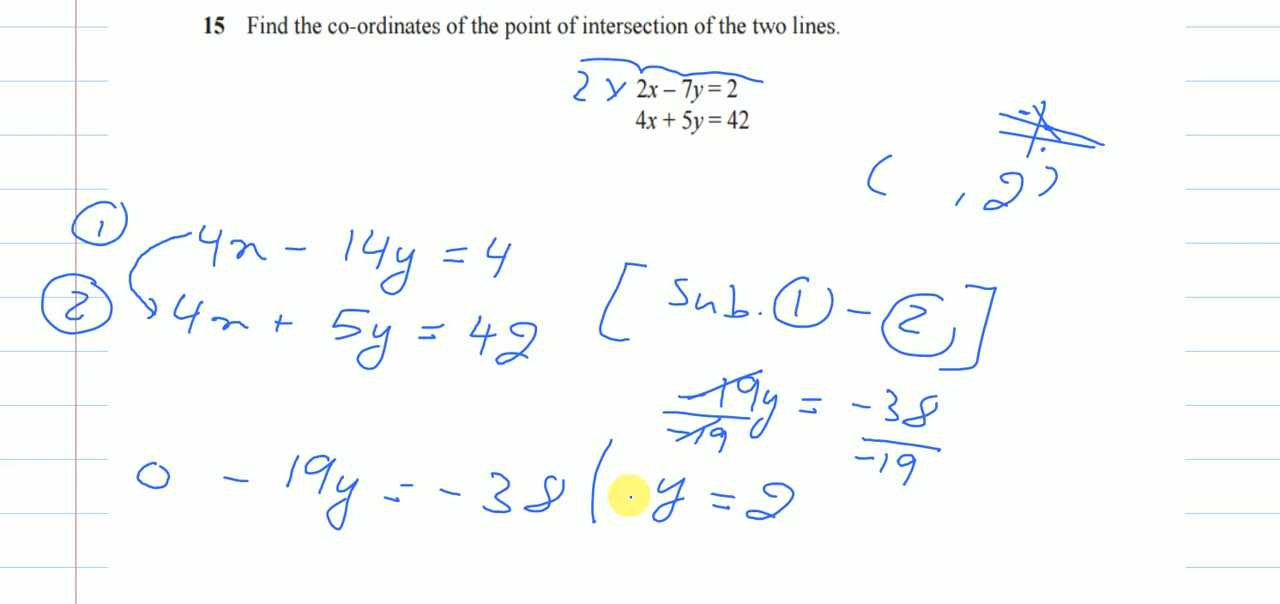 15 Find the co-ordinates of the point of intersection of the two lines.
2 × 2x – 7y = 2
4x + 5y = 42
( , 2)
① 4x - 14y = 4
② 4x + 5y = 42 [sub. ① - ②]
-19y = -38
-19 -19
0 - 19y = -38 y = 2